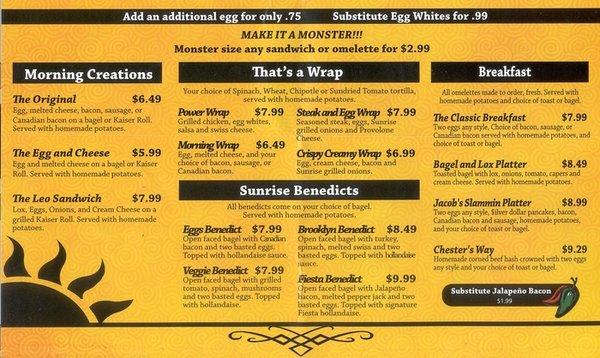 Add an additional egg for only .75 Substitute Egg Whites for .99
MAKE IT A MONSTER!!!
Monster size any sandwich or omelette for $2.99
Morning Creations
The Original $6.49
Egg, melted cheese, bacon, sausage, or
Canadian bacon on a bagel or Kaiser Roll.
Served with homemade potatoes.
The Egg and Cheese $5.99
Egg and melted cheese on a bagel or Kaiser
Roll. Served with homemade potatoes.
The Leo Sandwich $7.99
Lox, Eggs, Onions, and Cream Cheese on a
grilled Kaiser Roll. Served with homemade
potatoes.
That's a Wrap
Your choice of Spinach, Wheat, Chipotle or Sundried Tomato tortilla,
served with homemade potatoes.
Power Wrap $7.99
Grilled chicken, egg whites,
salsa and swiss cheese.
Morning Wrap $6.49
Egg, melted cheese, and your
choice of bacon, sausage, or
Canadian bacon.
Steak and Egg Wrap $7.99
Seasoned steak, eggs, Sunrise
grilled onions and Provolone
Cheese.
Crispy Creamy Wrap $6.99
Egg, cream cheese, bacon and
Sunrise grilled onions.
Sunrise Benedicts
All benedicts come on your choice of bagel.
Served with homemade potatoes.
Eggs Benedict $7.99
Open faced bagel with Canadian
bacon and two basted eggs.
Topped with hollandaise sauce.
Veggie Benedict $7.99
Open faced bagel with grilled
tomato, spinach, mushrooms
and two basted eggs. Topped
with hollandaise.
Brooklyn Benedict $8.49
Open faced bagel with turkey,
spinach, melted swiss and two
basted eggs. Topped with hollandaise
sauce.
Fiesta Benedict $9.99
Open faced bagel with Jalapeño
bacon, melted pepper jack and two
basted eggs. Topped with signature
Fiesta hollandaise.
Breakfast
All omelettes made to order, fresh. Served with
homemade potatoes and choice of toast or bagel.
The Classic Breakfast $7.99
Two eggs any style, Choice of bacon, sausage, or
Canadian bacon served with homemade potatoes, and
choice of toast or bagel.
Bagel and Lox Platter $8.49
Toasted bagel with lox, onions, tomato, capers and
cream cheese. Served with homemade potatoes.
Jacob's Slammin Platter $8.99
Two eggs any style, Silver dollar pancakes, bacon,
Canadian bacon and sausage, homemade potatoes,
and your choice of toast or bagel.
Chester's Way $9.29
Homemade corned beef hash crowned with two eggs
any style and your choice of toast or bagel.
Substitute Jalapeño Bacon
$1.99